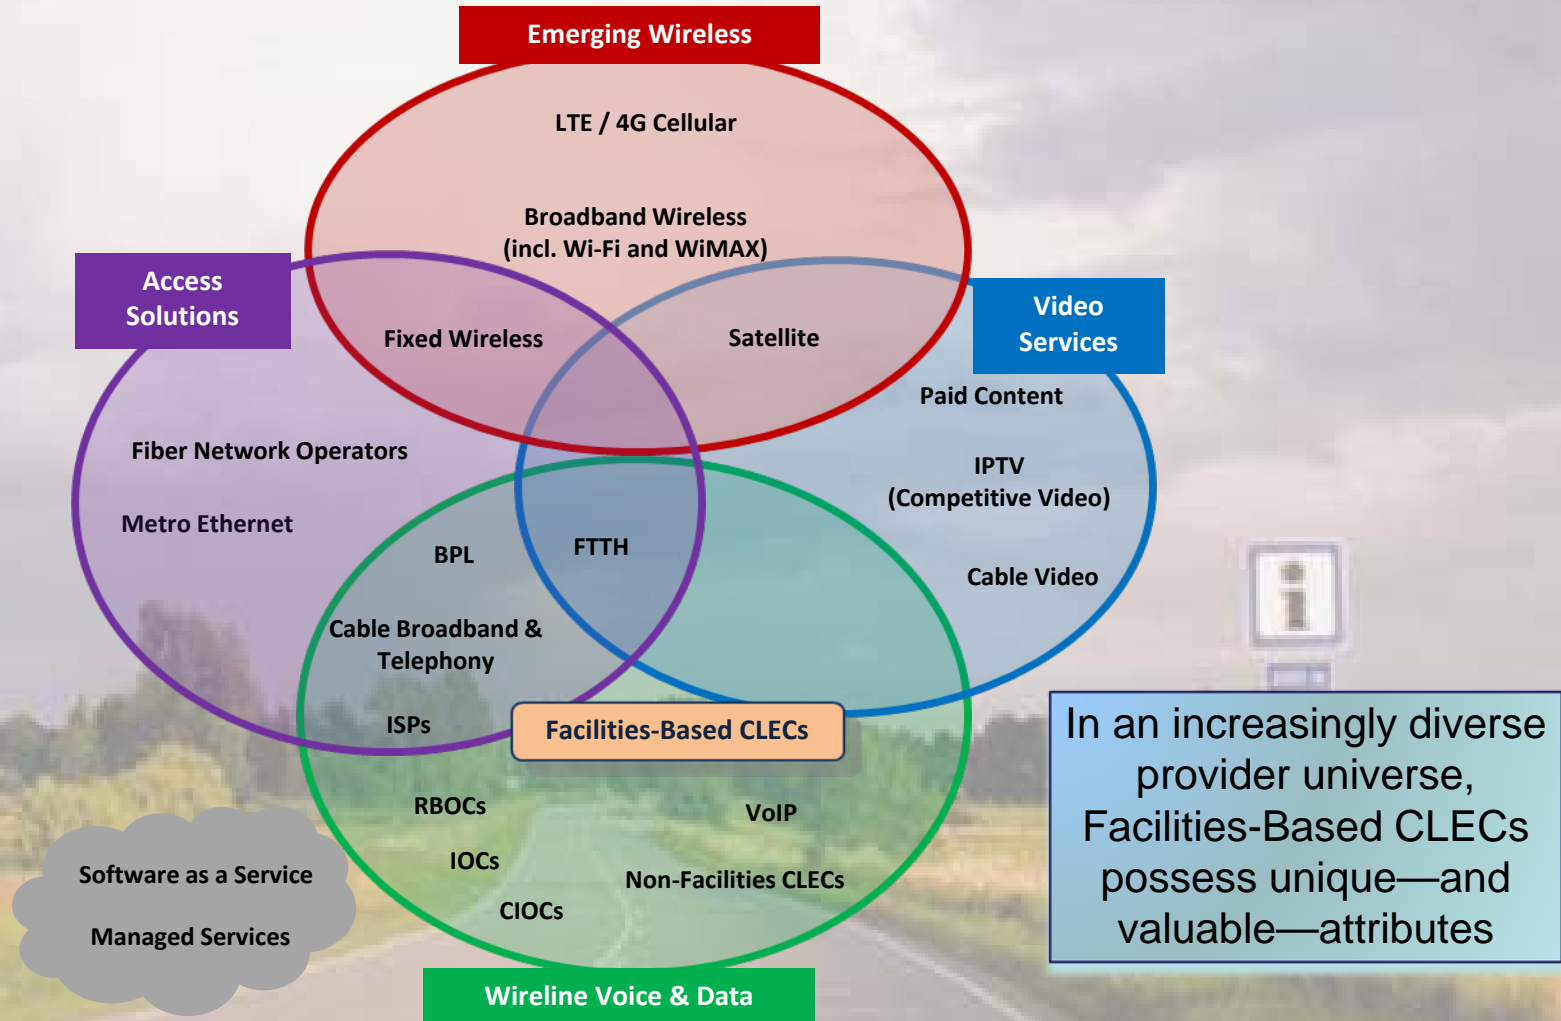 Emerging Wireless
LTE / 4G Cellular
Broadband Wireless
(incl. Wi-Fi and WiMAX)
Access
Solutions
Video
Services
Fixed Wireless
Satellite
Paid Content
Fiber Network Operators
IPTV
(Competitive Video)
Metro Ethernet
BPL
FTTH
Cable Video
Cable Broadband &
Telephony
ISPs
Facilities-Based CLECs
RBOCs
VoIP
IOCs
Non-Facilities CLECs
CIOCs
Software as a Service
Managed Services
Wireline Voice & Data
i
In an increasingly diverse
provider universe,
Facilities-Based CLECs
possess unique—and
valuable—attributes